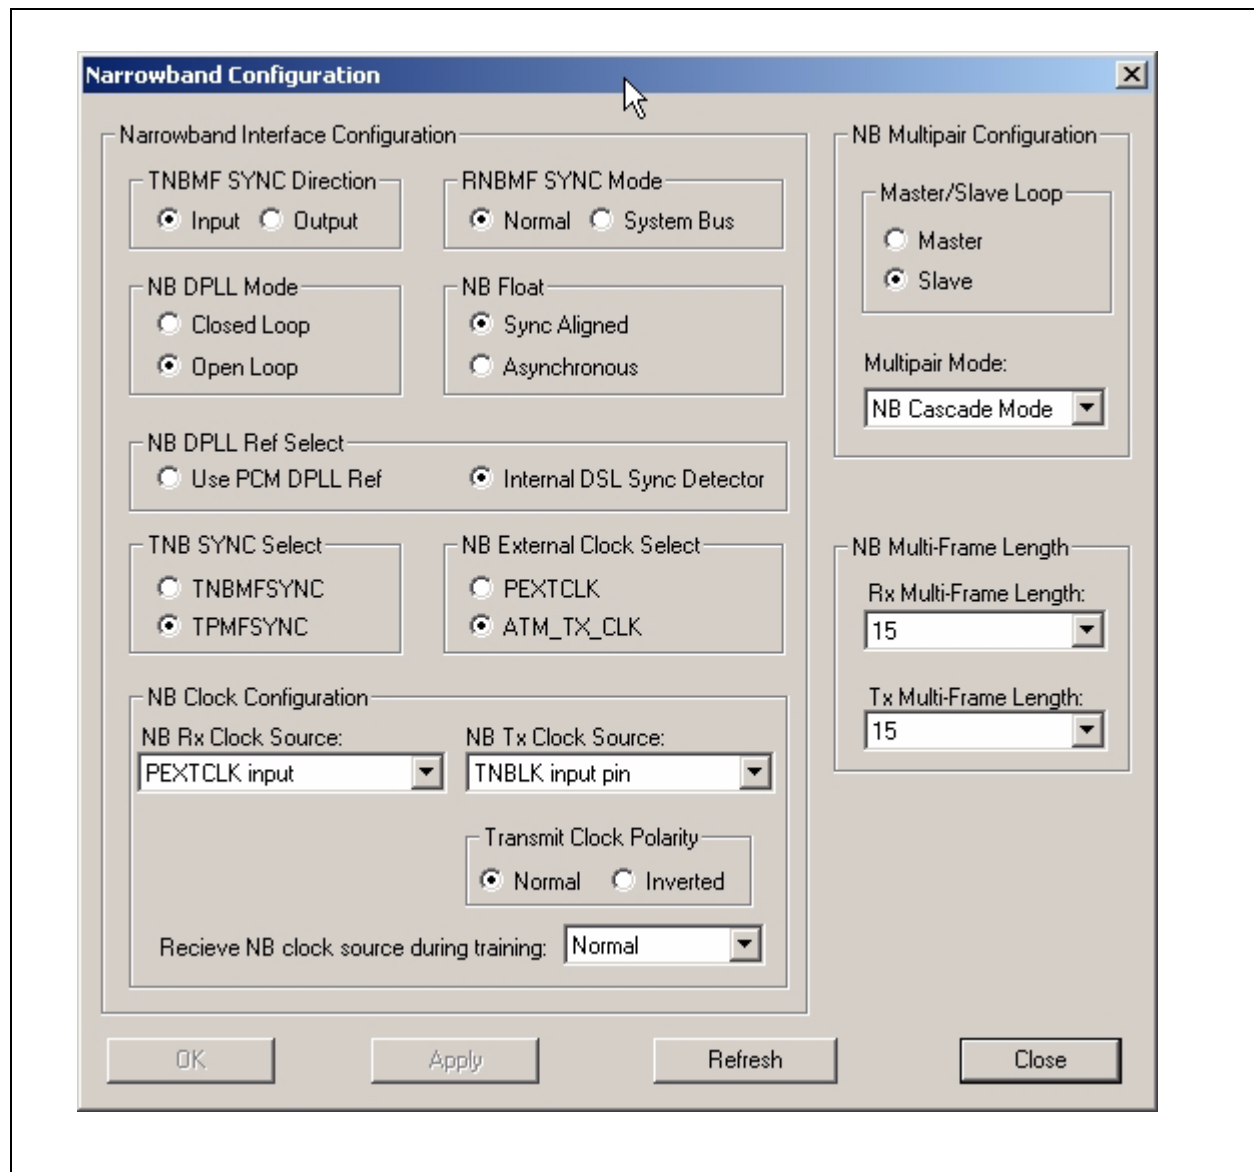 Narrowband Configuration
Narrowband Interface Configuration
TNBMF SYNC Direction
Input Output
RNBMF SYNC Mode
Normal System Bus
NB DPLL Mode
Closed Loop
Open Loop
NB Float
Sync Aligned
Asynchronous
NB DPLL Ref Select
Use PCM DPLL Ref Internal DSL Sync Detector
TNB SYNC Select
TNBMFSYNC
TPMFSYNC
NB External Clock Select
PEXTCLK
ATM_TX_CLK
NB Clock Configuration
NB Rx Clock Source:
PEXTCLK input
NB Tx Clock Source:
TNBLK input pin
Transmit Clock Polarity
Normal Inverted
Recieve NB clock source during training: Normal
NB Multipair Configuration
Master/Slave Loop
Master
Slave
Multipair Mode:
NB Cascade Mode
NB Multi-Frame Length
Rx Multi-Frame Length:
15
Tx Multi-Frame Length:
15
OK Apply Refresh Close